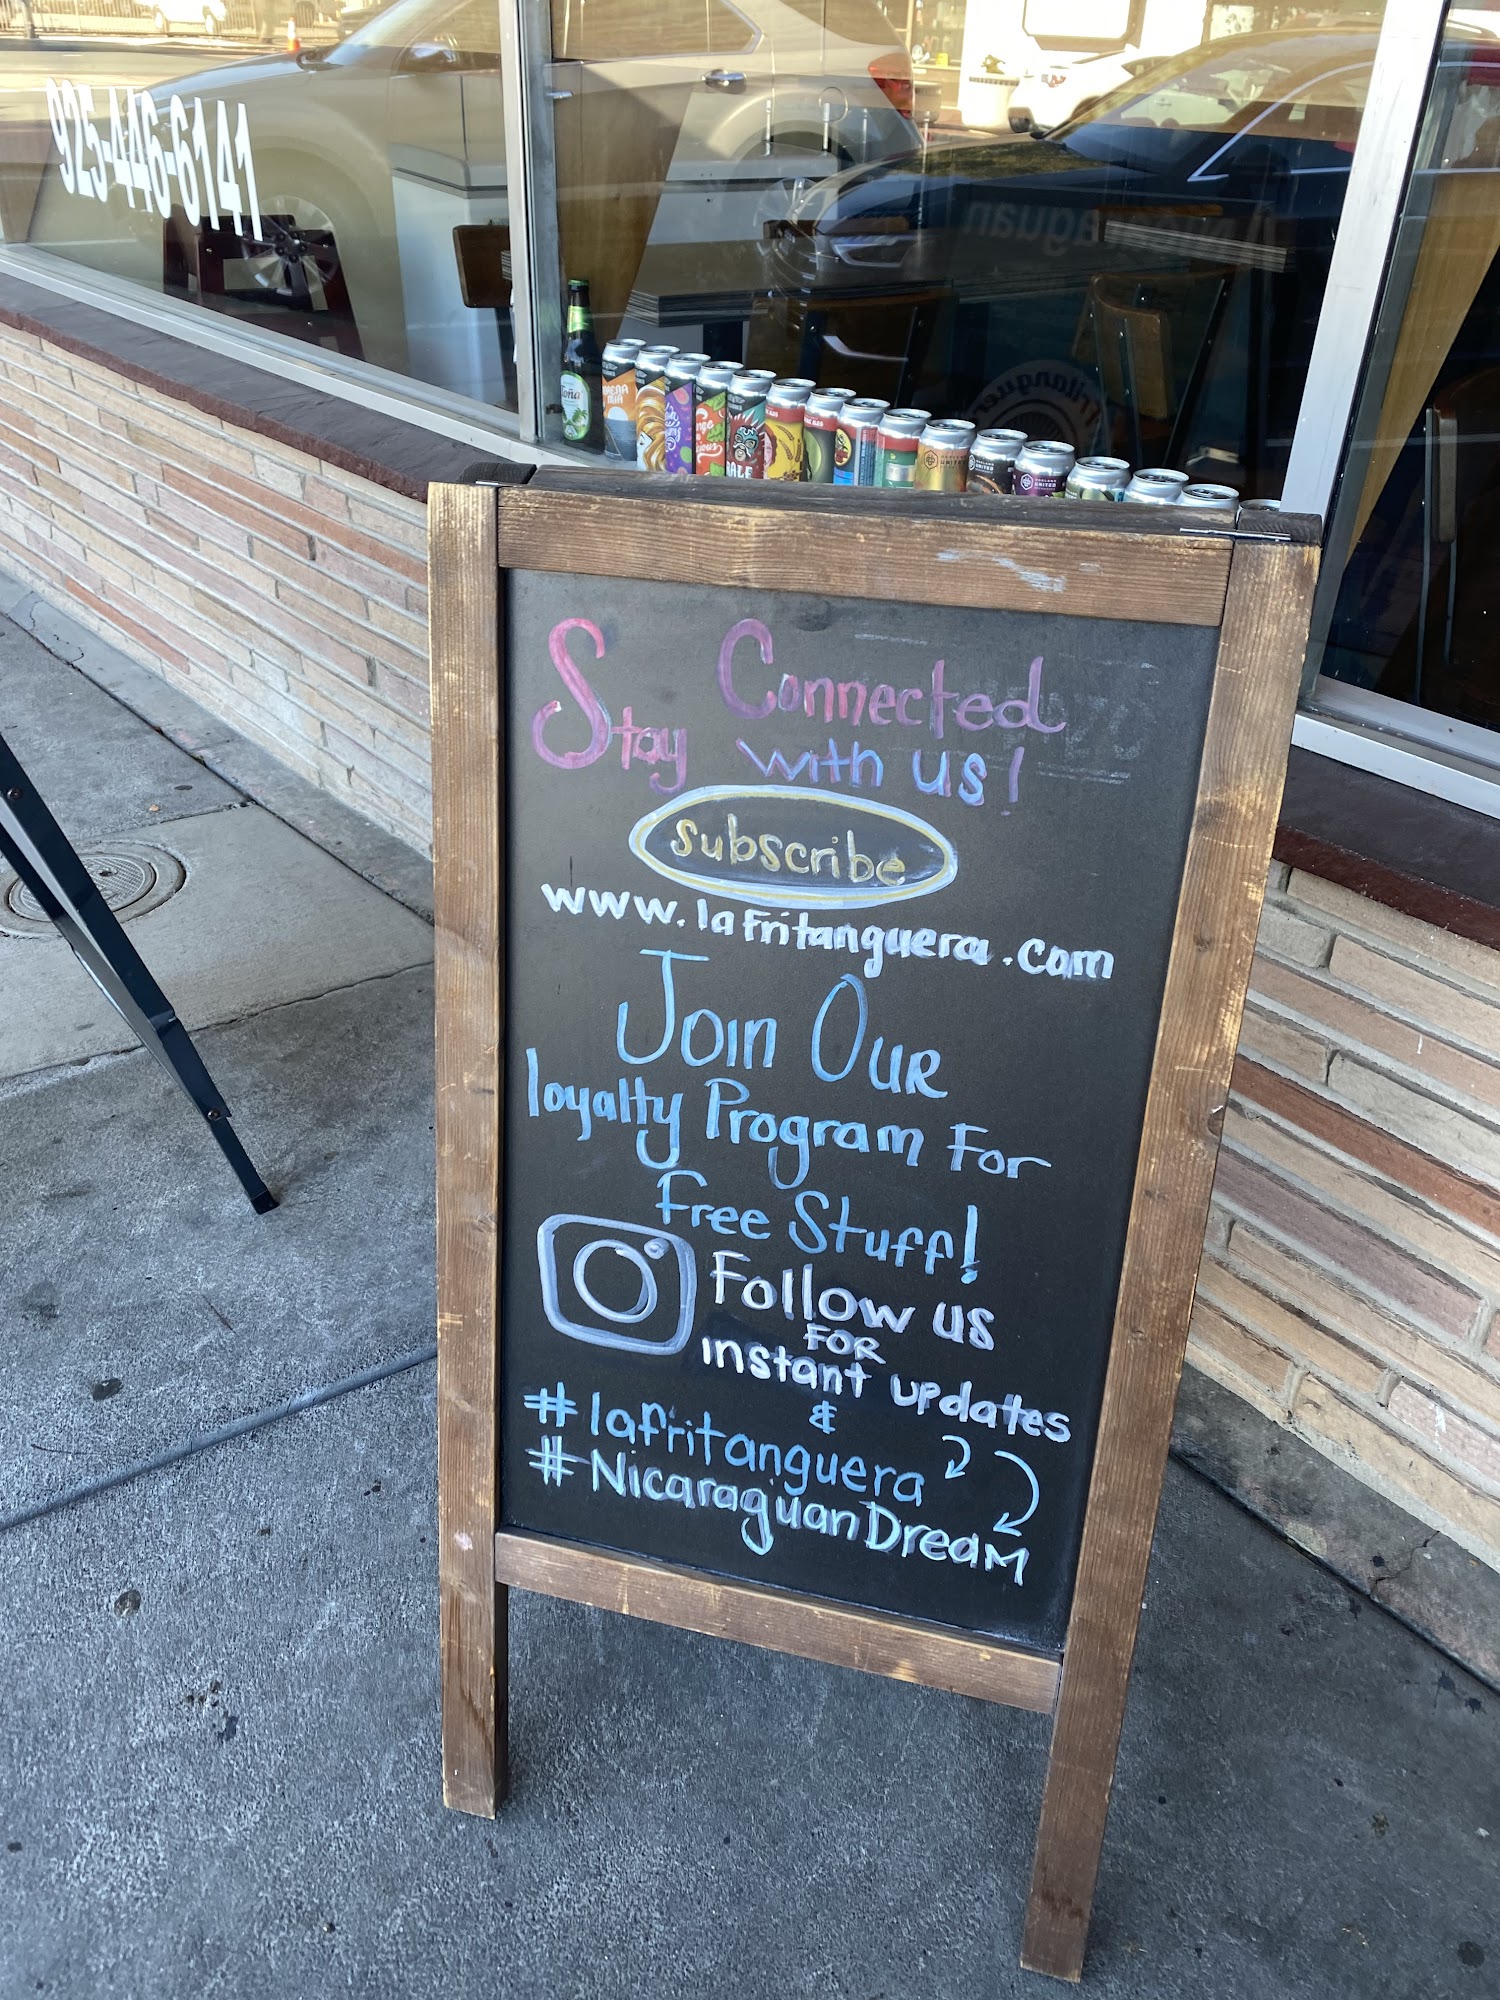 925-446-6141
Toña
Stay Connected
with us!
Subscribe
www.lafritanguera.com
Join Our
loyalty Program For
free Stuff!
Follow us
FOR
instant updates
&
#lafritanguera
#NicaraguanDream